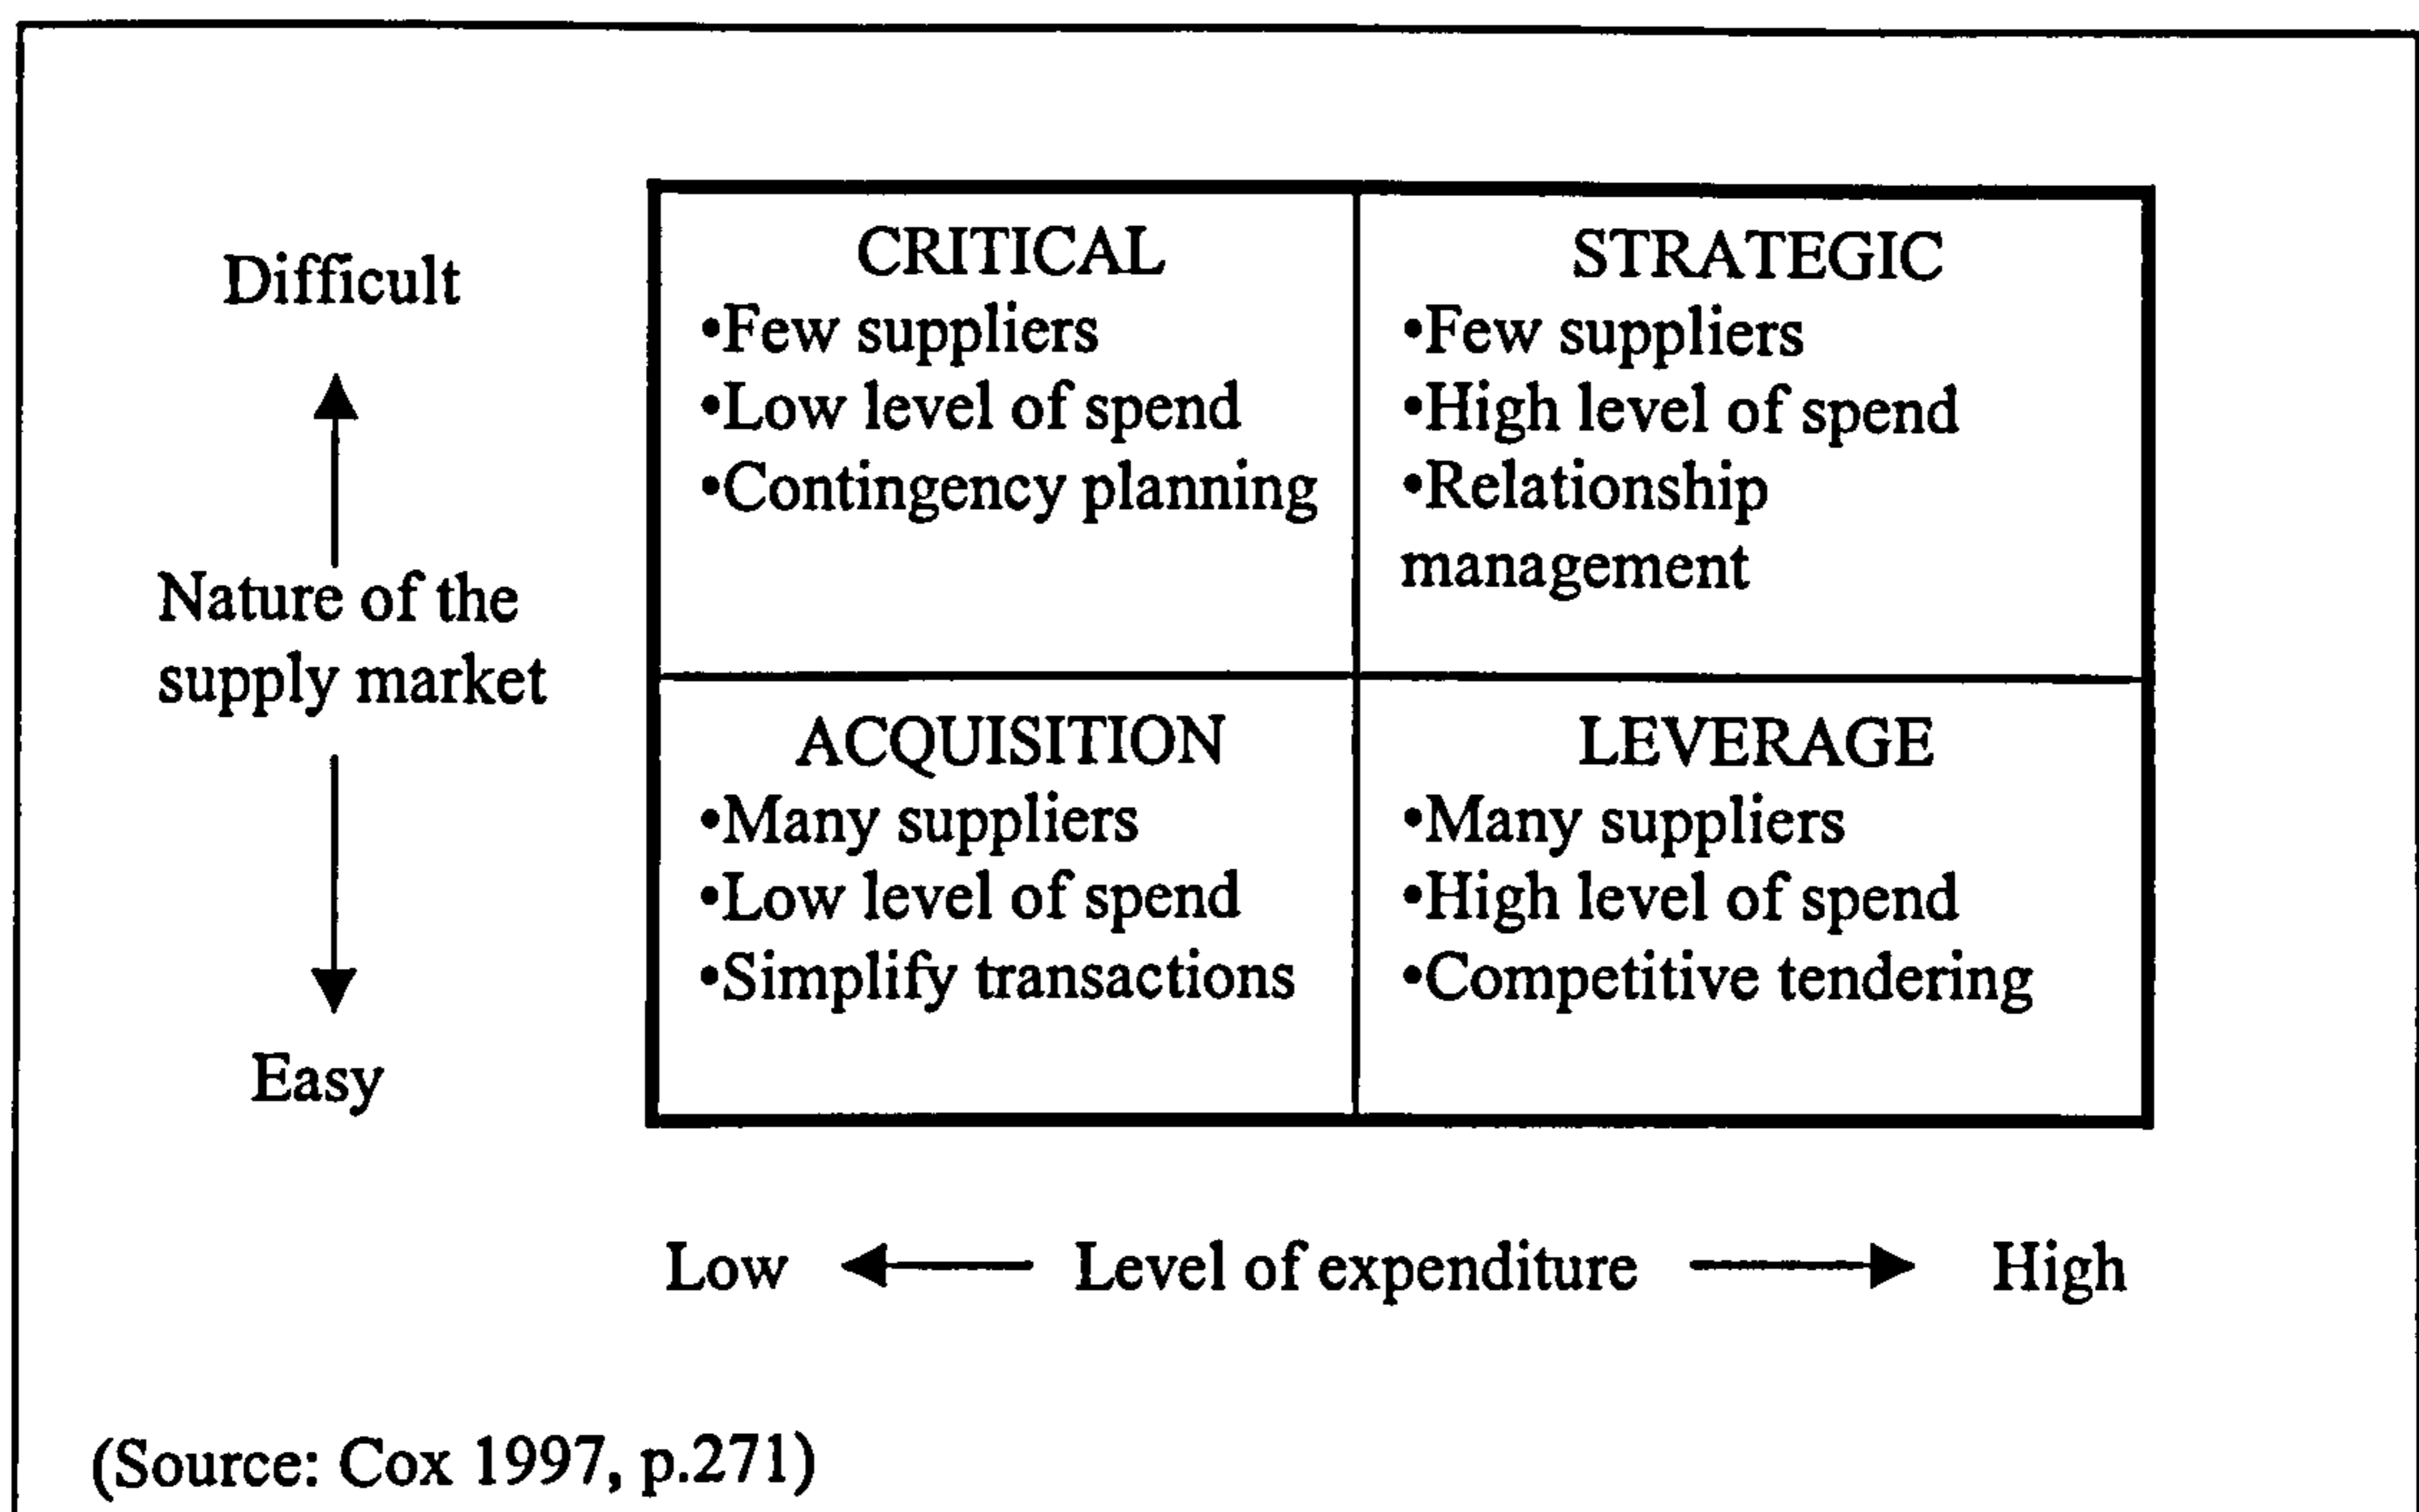 Difficult
Nature of the
supply market
Easy
CRITICAL
•Few suppliers
•Low level of spend
•Contingency planning
STRATEGIC
•Few suppliers
•High level of spend
•Relationship
management
ACQUISITION
•Many suppliers
•Low level of spend
•Simplify transactions
LEVERAGE
•Many suppliers
•High level of spend
•Competitive tendering
Low Level of expenditure High
(Source: Cox 1997, p.271)